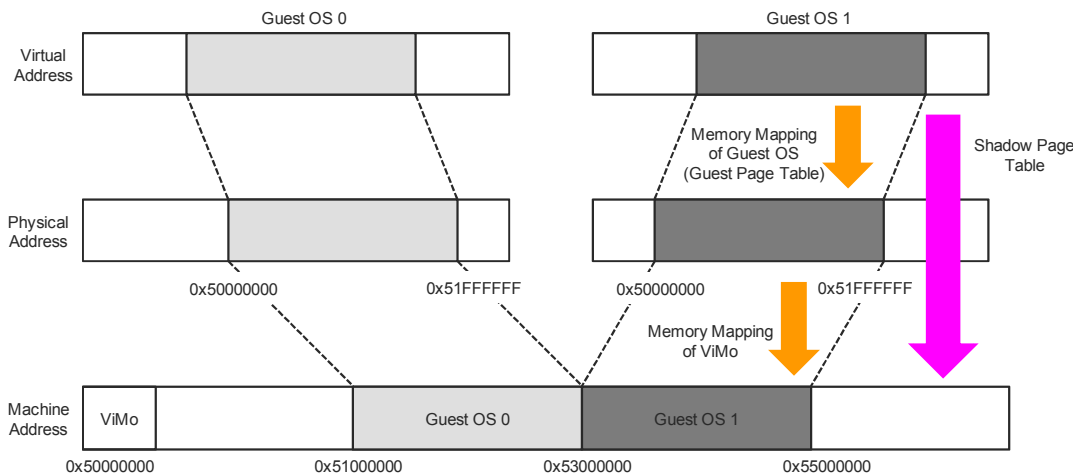 Guest OS 0
Guest OS 1
Virtual
Address
Memory Mapping
of Guest OS
(Guest Page Table)
Shadow Page
Table
Physical
Address
0x50000000
0x51FFFFFF
0x50000000
0x51FFFFFF
Memory Mapping
of ViMo
Machine
Address
ViMo
Guest OS 0
Guest OS 1
0x50000000
0x51000000
0x53000000
0x55000000